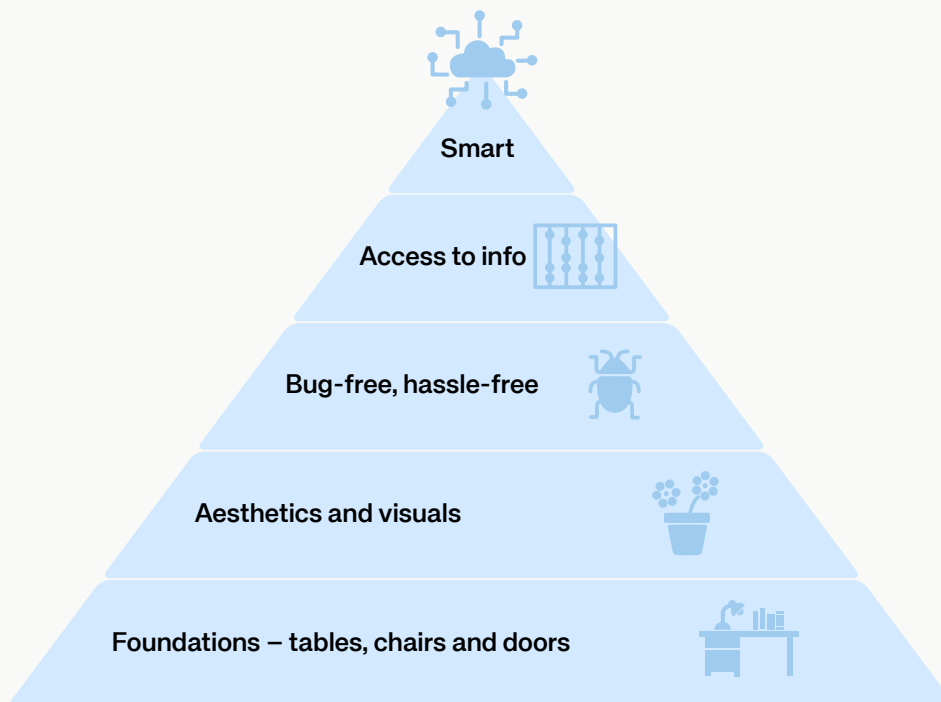 Smart
Access to info
Bug-free, hassle-free
Aesthetics and visuals
Foundations – tables, chairs and doors